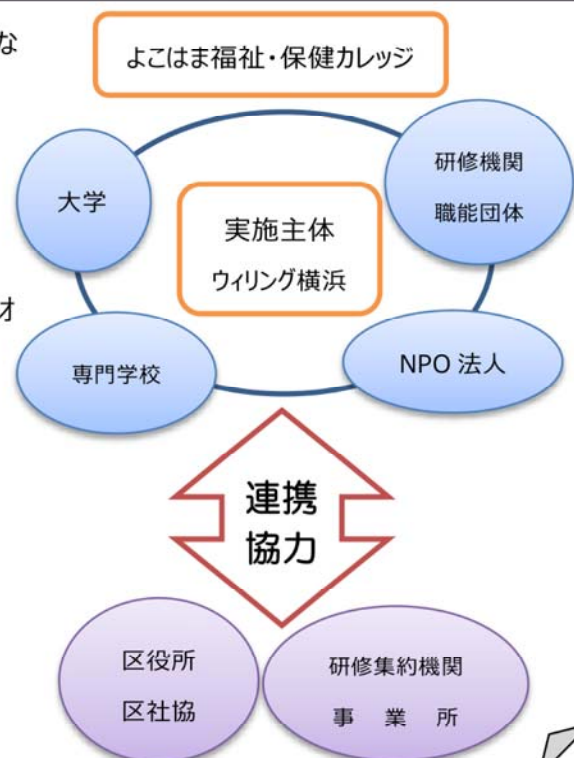 な
よこはま福祉・保健カレッジ
大学
研修機関
職能団体
実施主体
ウィリング横浜
材
専門学校
NPO 法人
連携
協力
区役所
区社協
研修集約機関
事 業 所